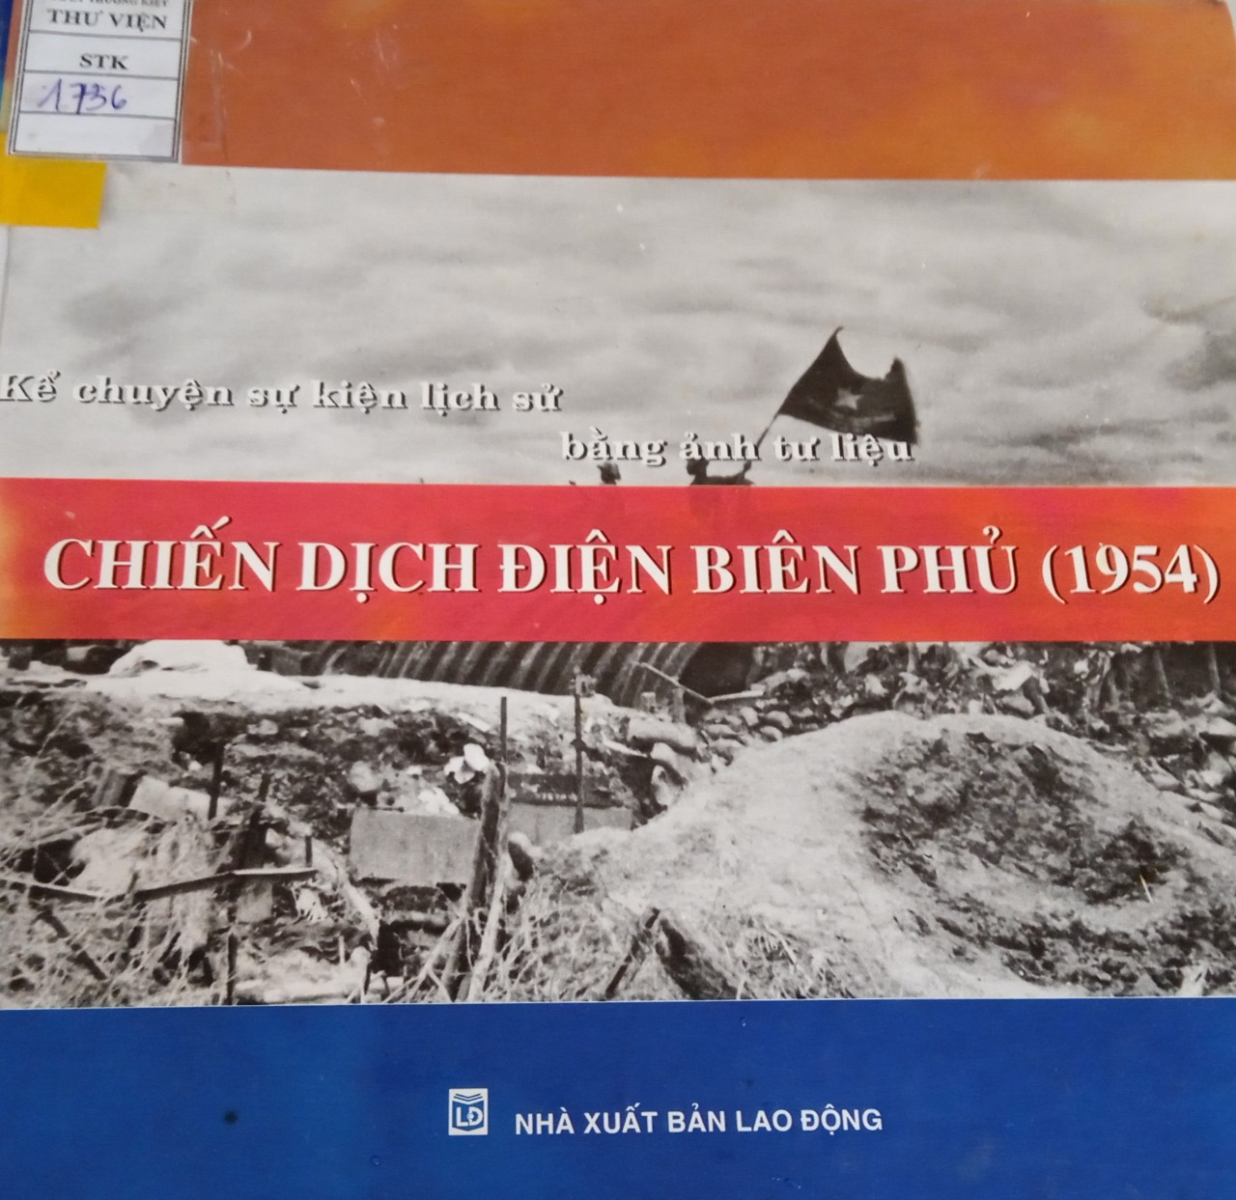 THƯ VIỆN
STK
1736
Kể chuyện sự kiện lịch sử
bằng ảnh tư liệu
CHIẾN DỊCH ĐIỆN BIÊN PHỦ (1954)
LĐ
NHÀ XUẤT BẢN LAO ĐỘNG